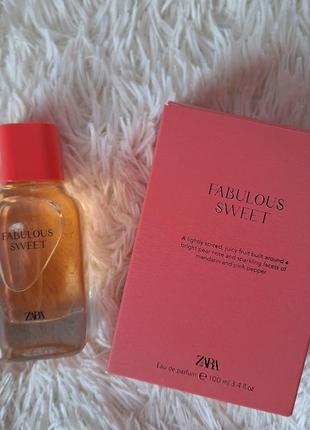 FABULOUS
SWEET
ZARA
FABULOUS
SWEET
A lightly spiced, juicy fruit built around a
bright pear note and sparkling facets of
mandarin and pink pepper
ZARA
Eau de parfum ℮ 100 ml/3.4 fl.oz